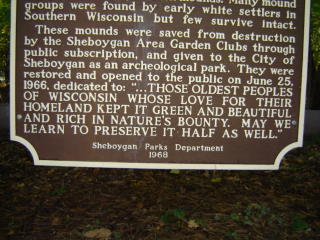 Many mound
groups were found by early white settlers in
Southern Wisconsin but few survive intact.
These mounds were saved from destruction
by the Sheboygan Area Garden Clubs through
public subscription, and given to the City of
Sheboygan as an archeological park. They were
restored and opened to the public on June 25,
1966, dedicated to: "...THOSE OLDEST PEOPLES
OF WISCONSIN WHOSE LOVE FOR THEIR
HOMELAND KEPT IT GREEN AND BEAUTIFUL
AND RICH IN NATURE'S BOUNTY. MAY WE
LEARN TO PRESERVE IT HALF AS WELL."
Sheboygan Parks Department
1968